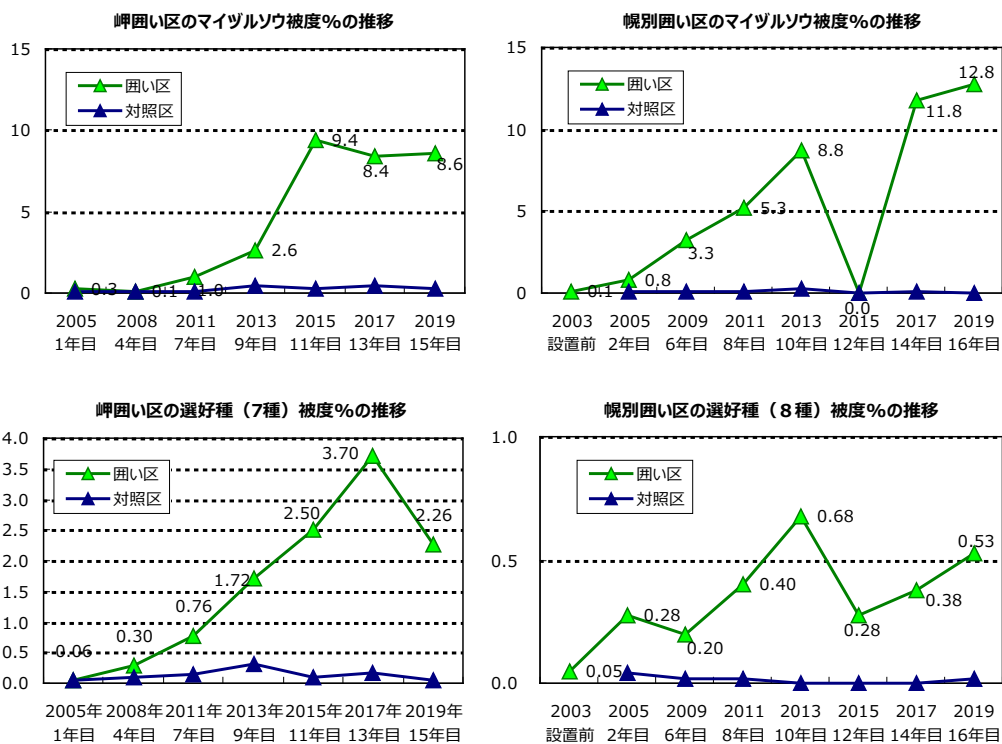 岬囲い区のマイヅルソウ被度%の推移
15
10
5
0
囲い区
対照区
0.3
0.1
1.0
2.6
9.4
8.4
8.6
2005 2008 2011 2013 2015 2017 2019
1年目 4年目 7年目 9年目 11年目 13年目 15年目
幌別囲い区のマイヅルソウ被度%の推移
15
10
5
0
囲い区
対照区
0.1
0.8
3.3
5.3
8.8
0.0
11.8
12.8
2003 2005 2009 2011 2013 2015 2017 2019
設置前 2年目 6年目 8年目 10年目 12年目 14年目 16年目
岬囲い区の選好種（7種）被度%の推移
4.0
3.5
3.0
2.5
2.0
1.5
1.0
0.5
0.0
囲い区
対照区
0.06
0.30
0.76
1.72
2.50
3.70
2.26
2005年 2008年 2011年 2013年 2015年 2017年 2019年
1年目 4年目 7年目 9年目 11年目 13年目 15年目
幌別囲い区の選好種（８種）被度%の推移
1.0
0.5
0.0
囲い区
対照区
0.05
0.28
0.20
0.40
0.68
0.28
0.38
0.53
2003 2005 2009 2011 2013 2015 2017 2019
設置前 2年目 6年目 8年目 10年目 12年目 14年目 16年目